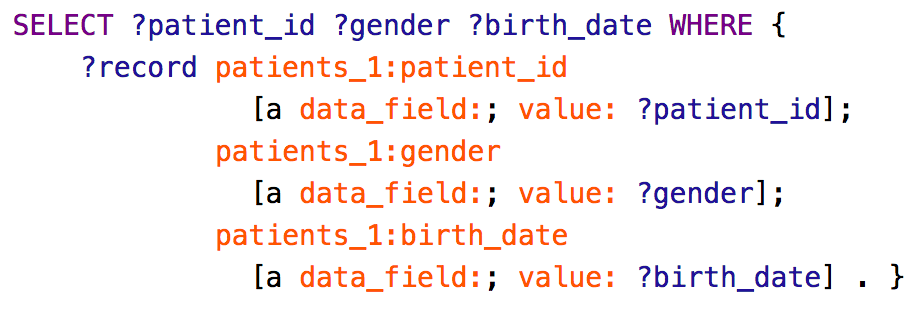 SELECT ?patient_id ?gender ?birth_date WHERE {
?record patients_1:patient_id
[a data_field:; value: ?patient_id];
patients_1:gender
[a data_field:; value: ?gender];
patients_1:birth_date
[a data_field:; value: ?birth_date] . }